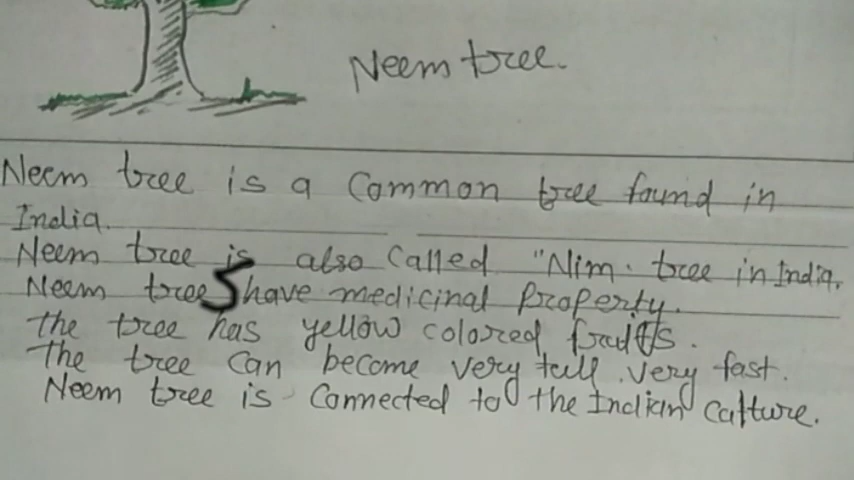 Neem tree.
Neem tree is a common tree found in
India.
Neem tree is also called "Nim. tree in India.
Neem trees have medicinal property.
the tree has yellow colored fruits.
The tree can become very tall very fast.
Neem tree is connected to the Indian calture.